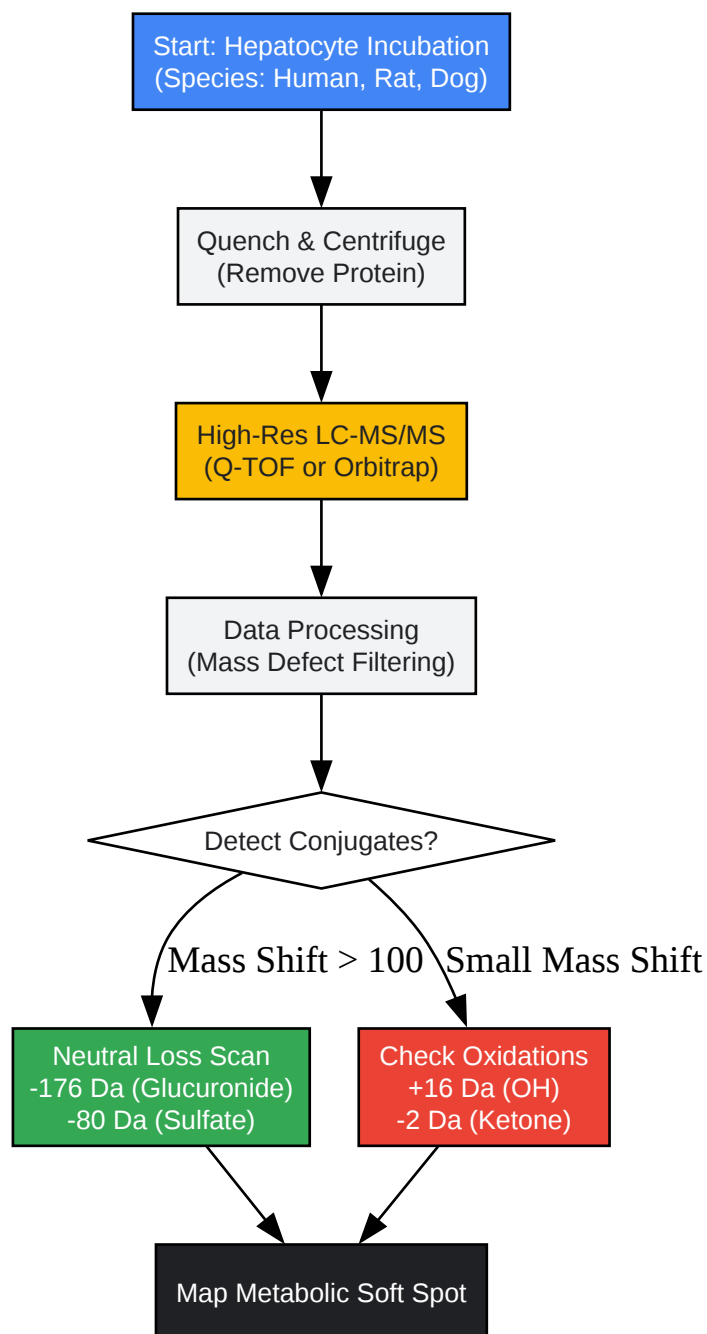 Start: Hepatocyte Incubation
(Species: Human, Rat, Dog)
Quench & Centrifuge
(Remove Protein)
High-Res LC-MS/MS
(Q-TOF or Orbitrap)
Data Processing
(Mass Defect Filtering)
Detect Conjugates?
Mass Shift > 100
Small Mass Shift
Neutral Loss Scan
-176 Da (Glucuronide)
-80 Da (Sulfate)
Check Oxidations
+16 Da (OH)
-2 Da (Ketone)
Map Metabolic Soft Spot